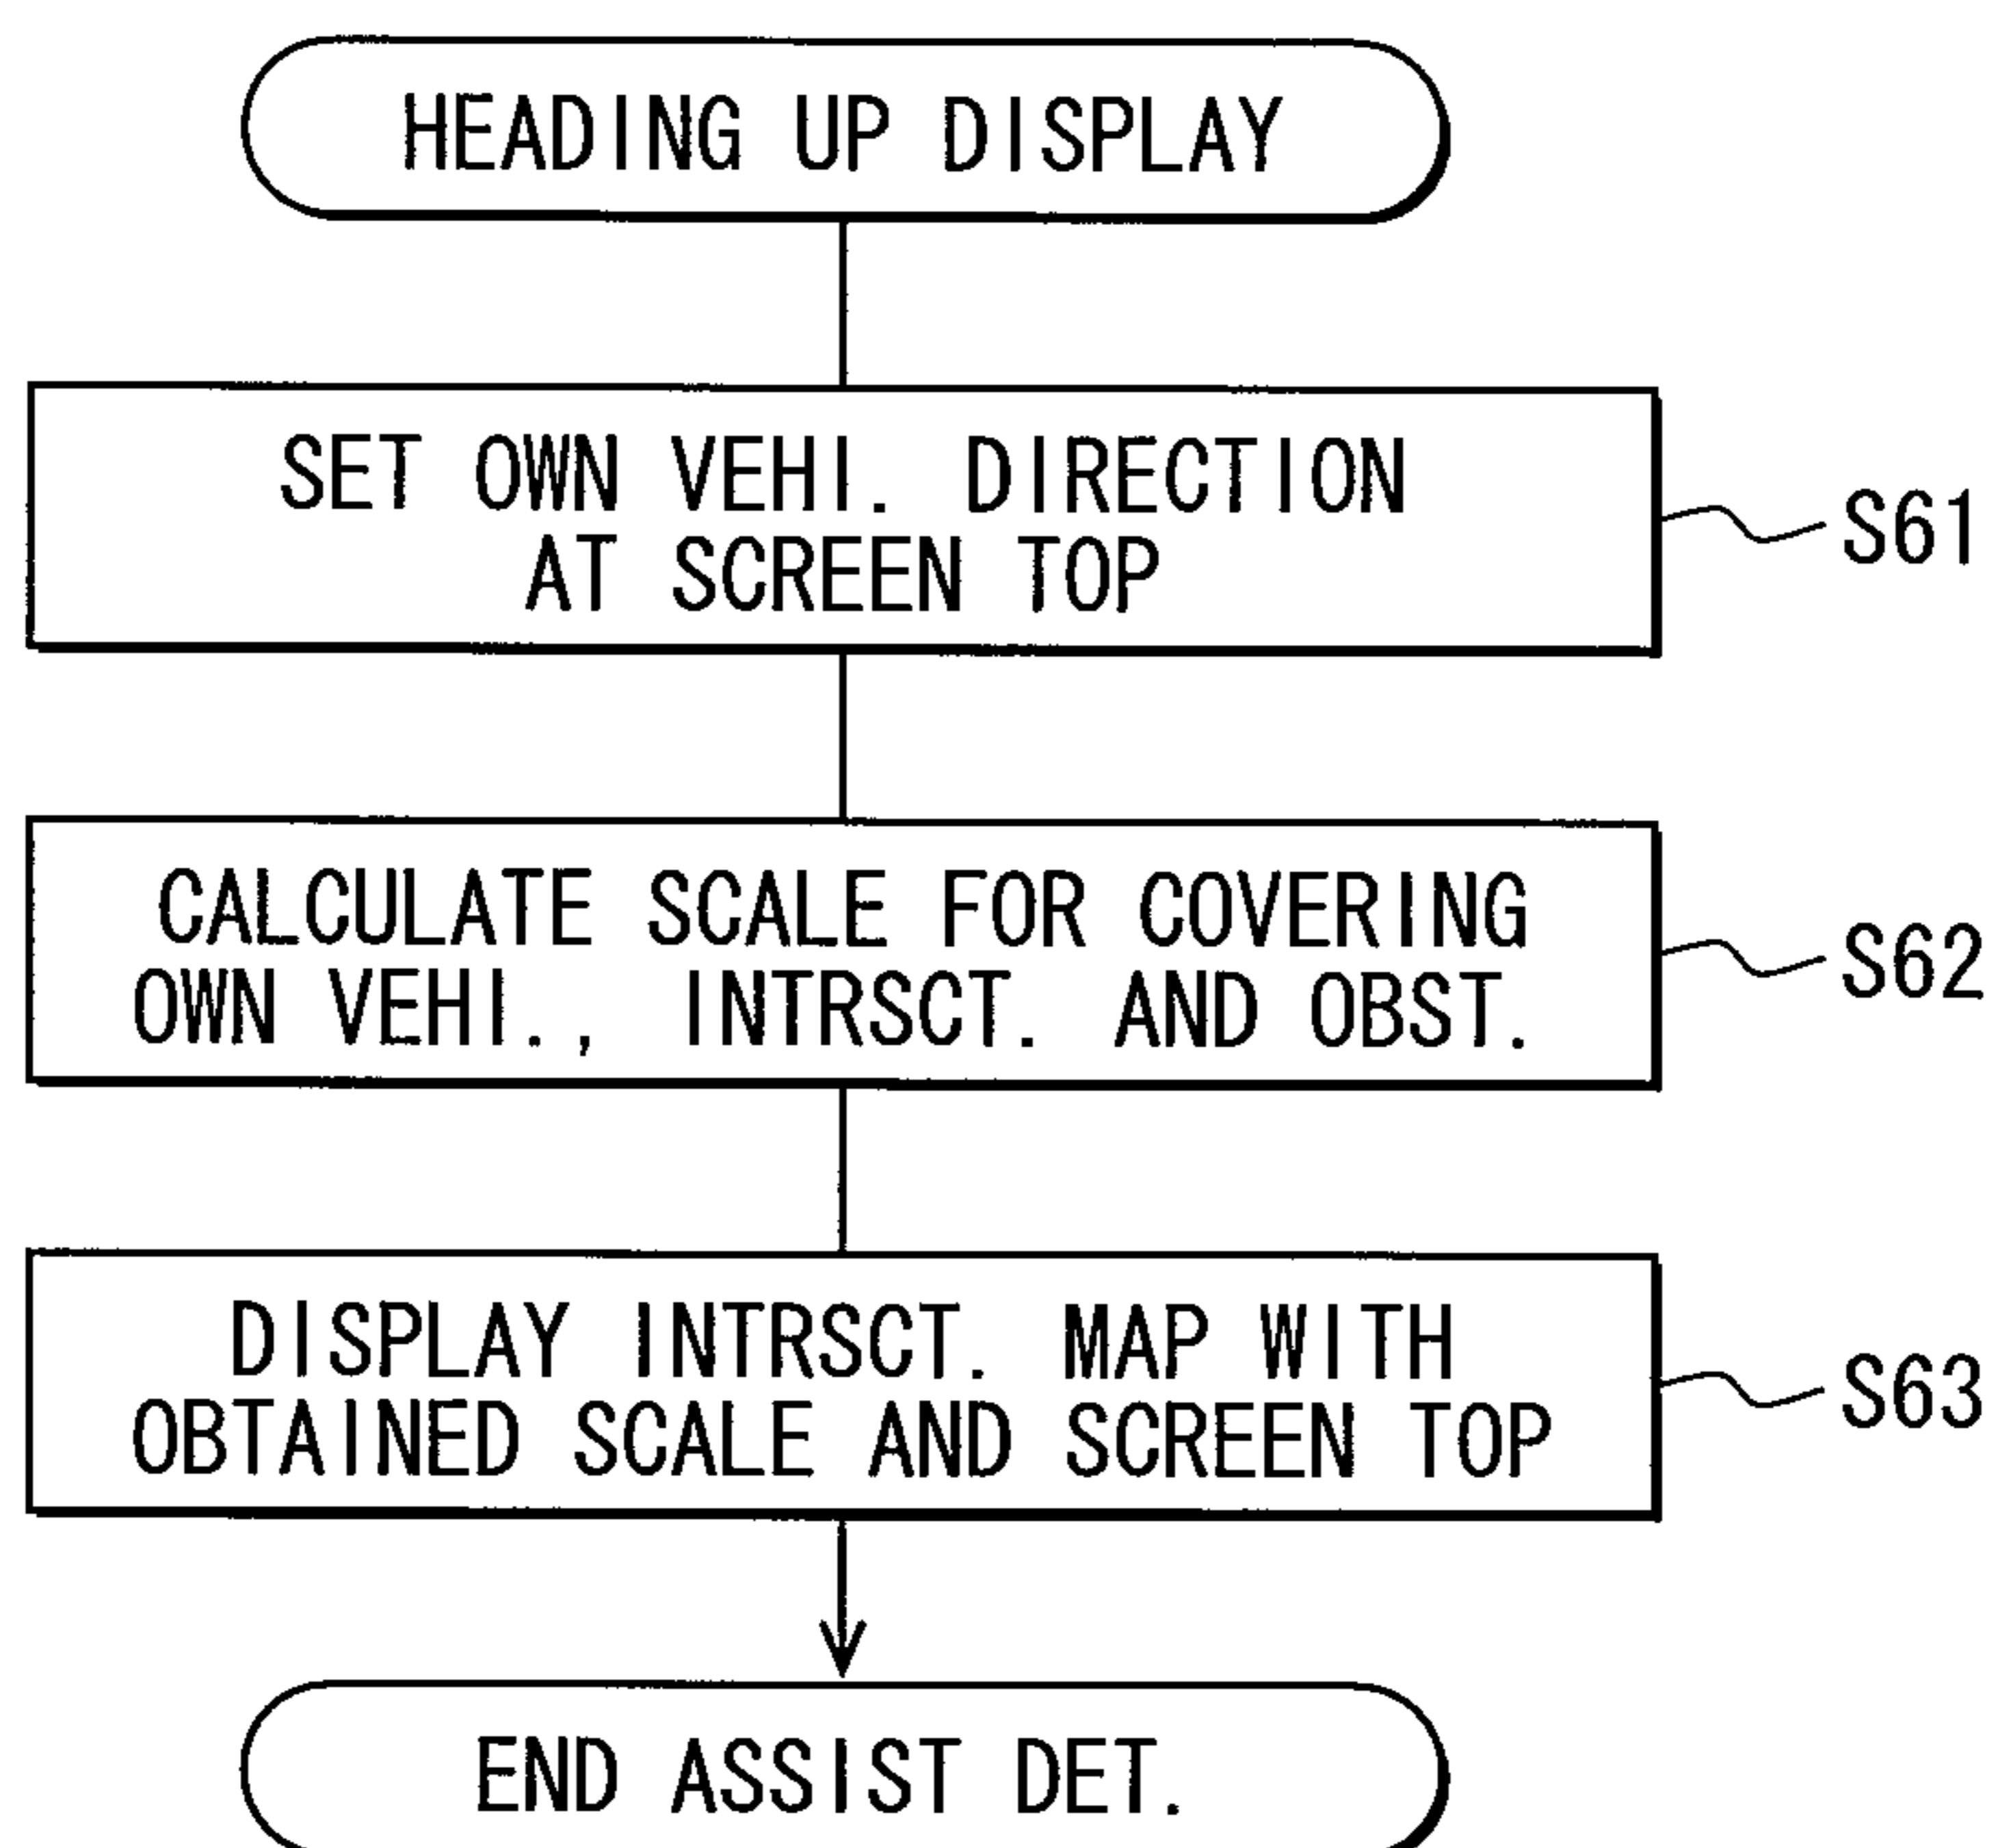 HEADING UP DISPLAY
SET OWN VEHI. DIRECTION
AT SCREEN TOP
S61
CALCULATE SCALE FOR COVERING
OWN VEHI., INTRSCT. AND OBST.
S62
DISPLAY INTRSCT. MAP WITH
OBTAINED SCALE AND SCREEN TOP
S63
END ASSIST DET.